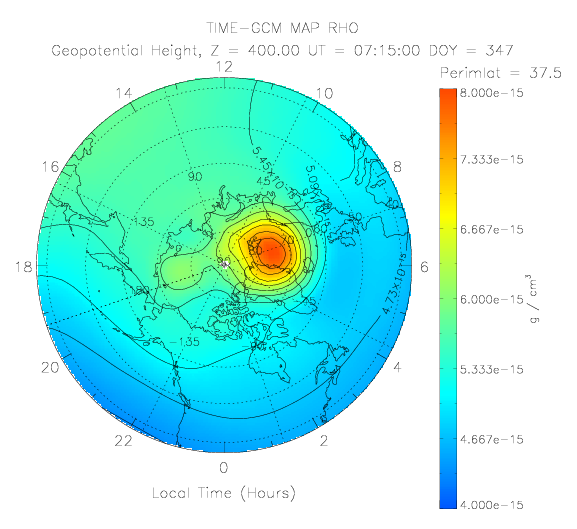 TIME-GCM MAP RHO
Geopotential Height, Z = 400.00 UT = 07:15:00 DOY = 347
Perimlat = 37.5
12
14
10
16
8
18
6
20
4
22
2
0
90
45
135
-135
8.000e-15
7.333e-15
6.667e-15
6.000e-15
5.333e-15
4.667e-15
4.000e-15
g / cm³
Local Time (Hours)